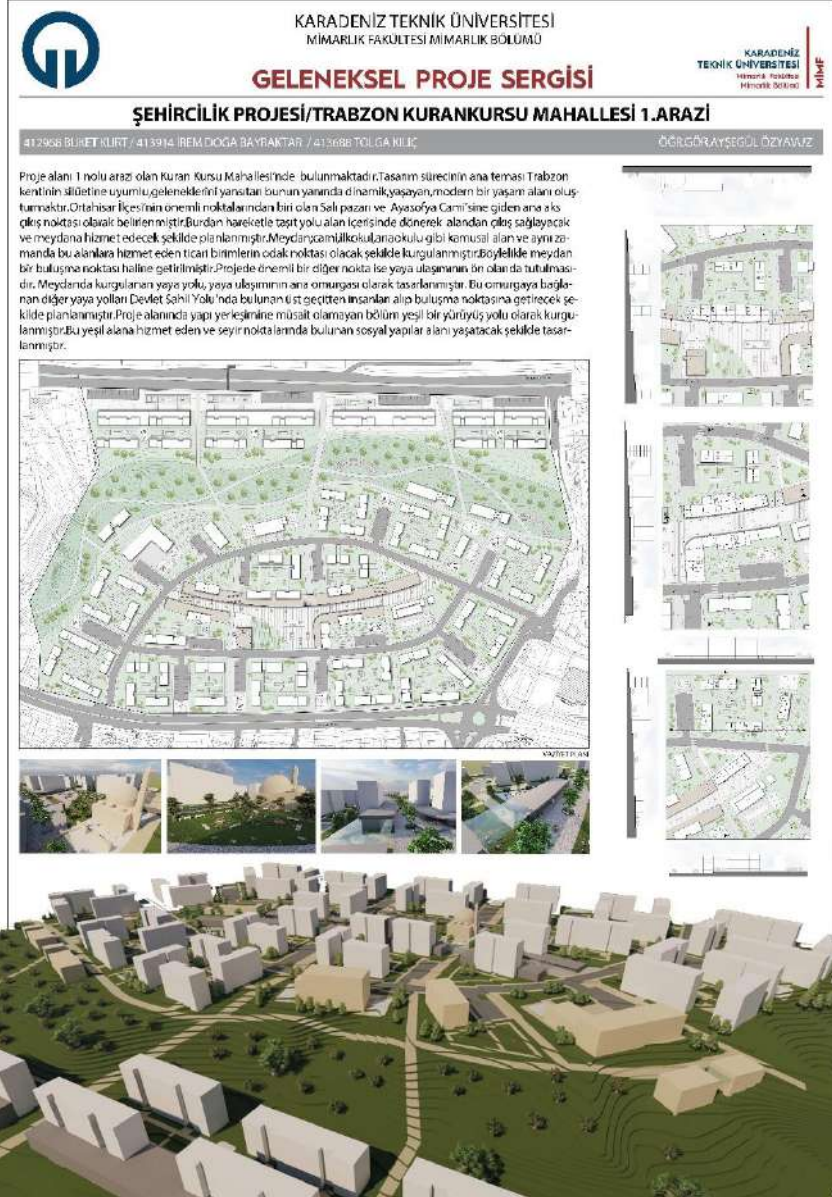 KARADENİZ TEKNİK ÜNİVERSİTESİ
MİMARLIK FAKÜLTESİ MİMARLIK BÖLÜMÜ
GELENEKSEL PROJE SERGİSİ
KARADENİZ
TEKNİK ÜNİVERSİTESİ
Mimarlık Fakültesi
Mimarlık Bölümü
MİMF
ŞEHİRCİLİK PROJESİ/TRABZON KURANKURSU MAHALLESİ 1.ARAZİ
412968 BUKET KURT / 413914 İREM DOĞA BAYRAKTAR / 413688 TOLGA KILIÇ
ÖĞR.GÖR.AYŞEGÜL ÖZYAVUZ
Proje alanı 1 nolu arazi olan Kuran Kursu Mahallesi'nde bulunmaktadır.Tasarım sürecinin ana teması Trabzon
kentinin silüetine uyumlu,geleneklerini yansıtan bunun yanında dinamik,yaşayan,modern bir yaşam alanı oluş-
turmaktır.Ortahisar İlçesi'nin önemli noktalarından biri olan Salı pazarı ve Ayasofya Cami'sine giden ana aks
çıkış noktası olarak belirlenmiştir.Burdan hareketle taşıt yolu alan içerisinde dönerek alandan çıkış sağlayacak
ve meydana hizmet edecek şekilde planlanmıştır.Meydan;cami,ilkokul,anaokulu gibi kamusal alan ve aynı za-
manda bu alanlara hizmet eden ticari birimlerin odak noktası olacak şekilde kurgulanmıştır.Böylelikle meydan
bir buluşma noktası haline getirilmiştir.Projede önemli bir diğer nokta ise yaya ulaşımının ön olanda tutulması-
dır. Meydanda kurgulanan yaya yolu, yaya ulaşımının ana omurgası olarak tasarlanmıştır. Bu omurgaya bağla-
nan diğer yaya yolları Devlet Sahil Yolu'nda bulunan üst geçitten insanları alıp buluşma noktasına getirecek şe-
kilde planlanmıştır.Proje alanında yapı yerleşimine müsait olamayan bölüm yeşil bir yürüyüş yolu olarak kurgu-
lanmıştır.Bu yeşil alana hizmet eden ve seyir noktalarında bulunan sosyal yapılar alanı yaşatacak şekilde tasar-
lanmıştır.
VAZİYET PLANI